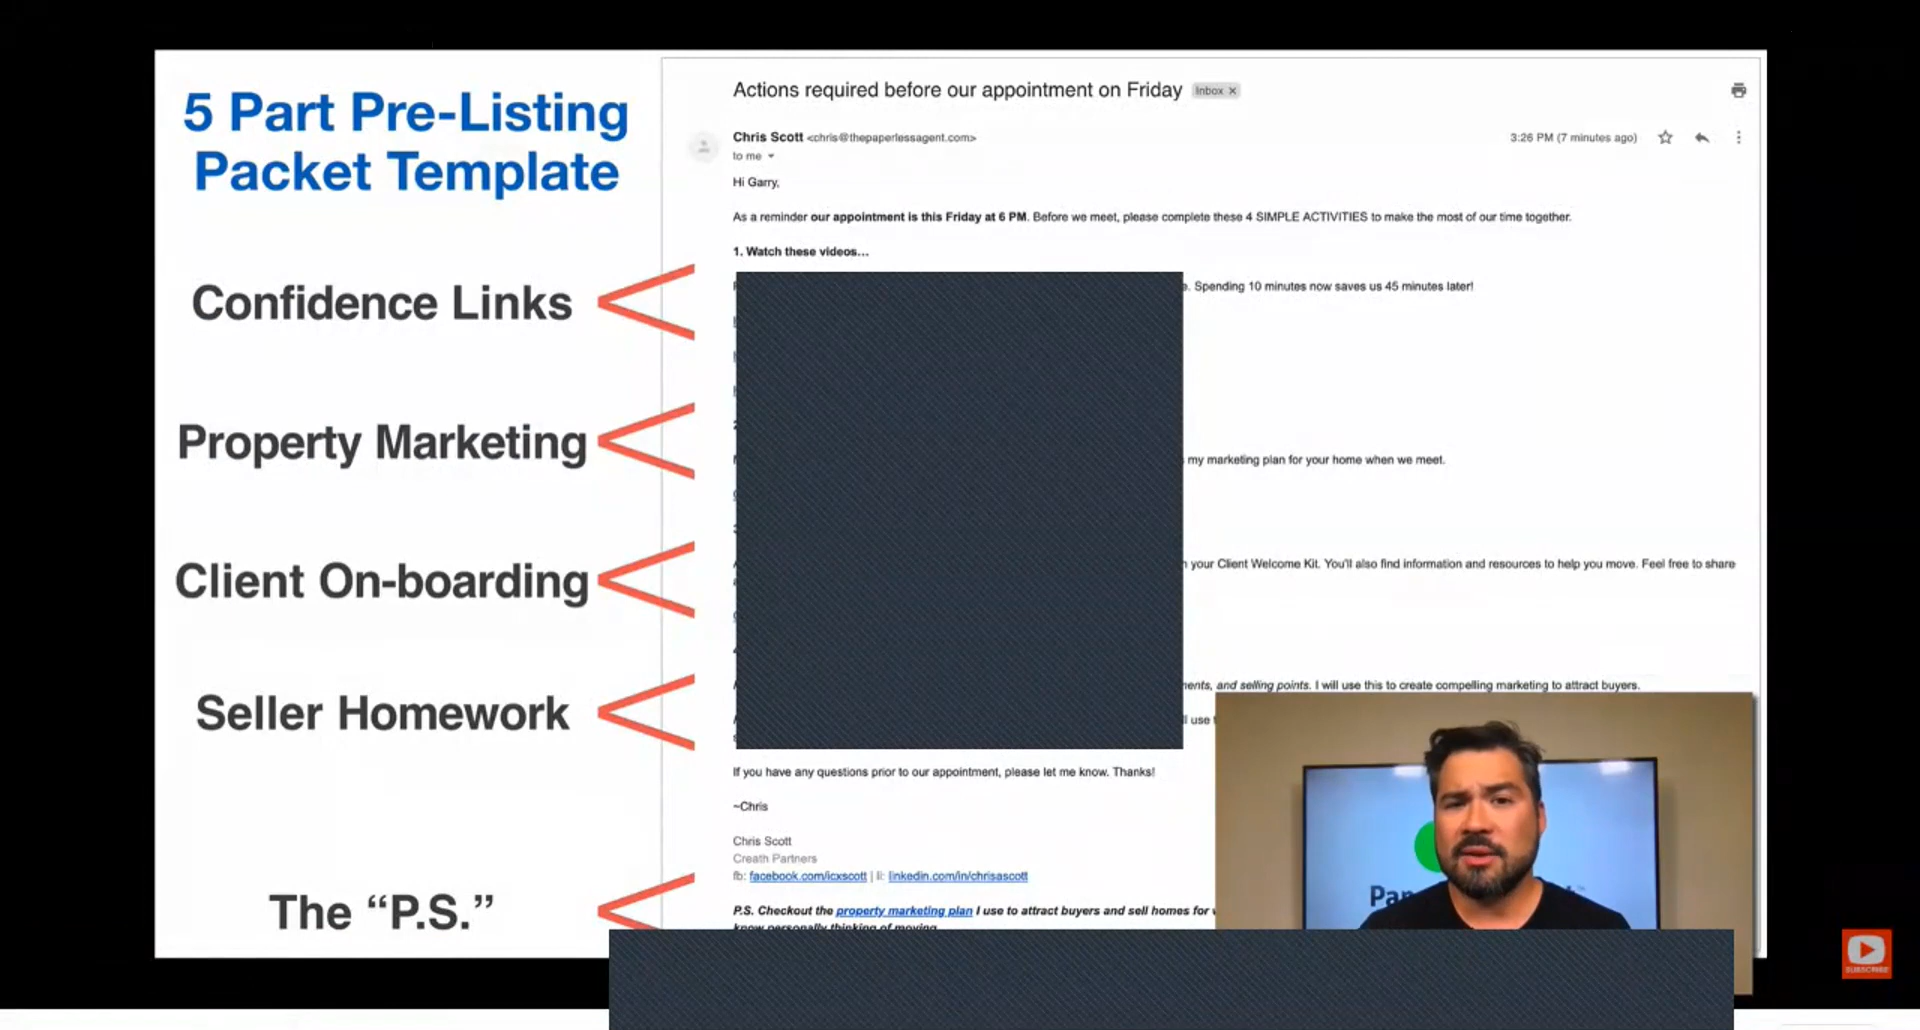 5 Part Pre-Listing
Packet Template
Confidence Links
Property Marketing
Client On-boarding
Seller Homework
The “P.S.”
Actions required before our appointment on Friday Inbox x
Chris Scott <chris@thepaperlessagent.com> 3:26 PM (7 minutes ago)
to me
Hi Garry,
As a reminder our appointment is this Friday at 6 PM. Before we meet, please complete these 4 SIMPLE ACTIVITIES to make the most of our time together.
1. Watch these videos...
. Spending 10 minutes now saves us 45 minutes later!
my marketing plan for your home when we meet.
your Client Welcome Kit. You'll also find information and resources to help you move. Feel free to share
and selling points. I will use this to create compelling marketing to attract buyers.
use
If you have any questions prior to our appointment, please let me know. Thanks!
~Chris
Chris Scott
Creath Partners
fb: facebook.com/icxscott | li: linkedin.com/in/chrisascott
P.S. Checkout the property marketing plan I use to attract buyers and sell homes for
know personally thinking of moving
SUBSCRIBE